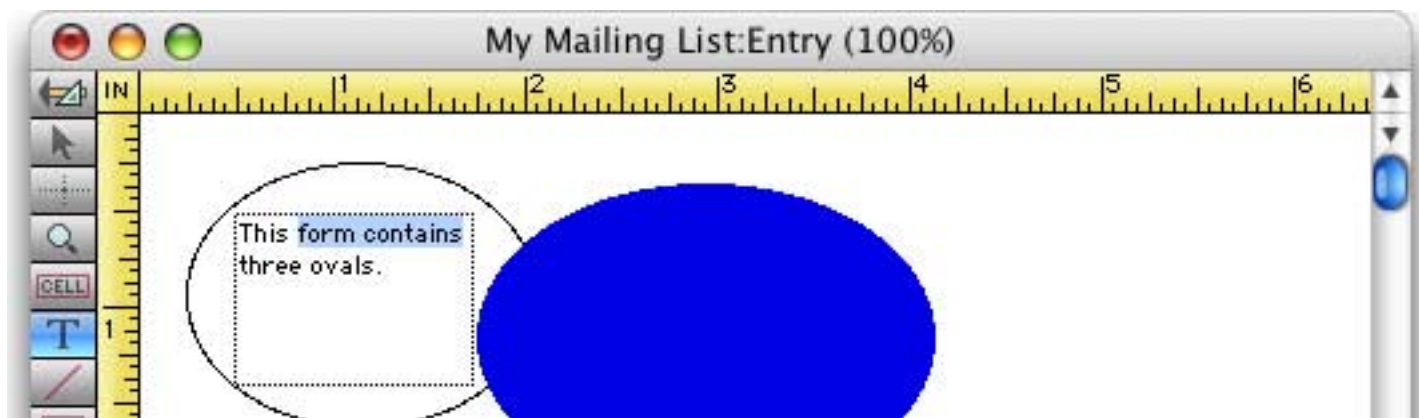 My Mailing List:Entry (100%)
IN 1 2 3 4 5 6
This form contains
three ovals.
CELL
T
1